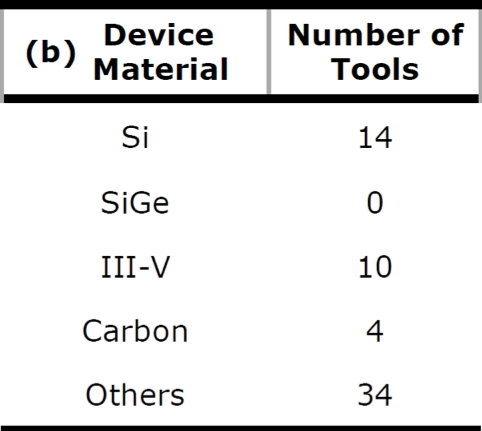 (b) Device Material Number of Tools
Si 14
SiGe 0
III-V 10
Carbon 4
Others 34